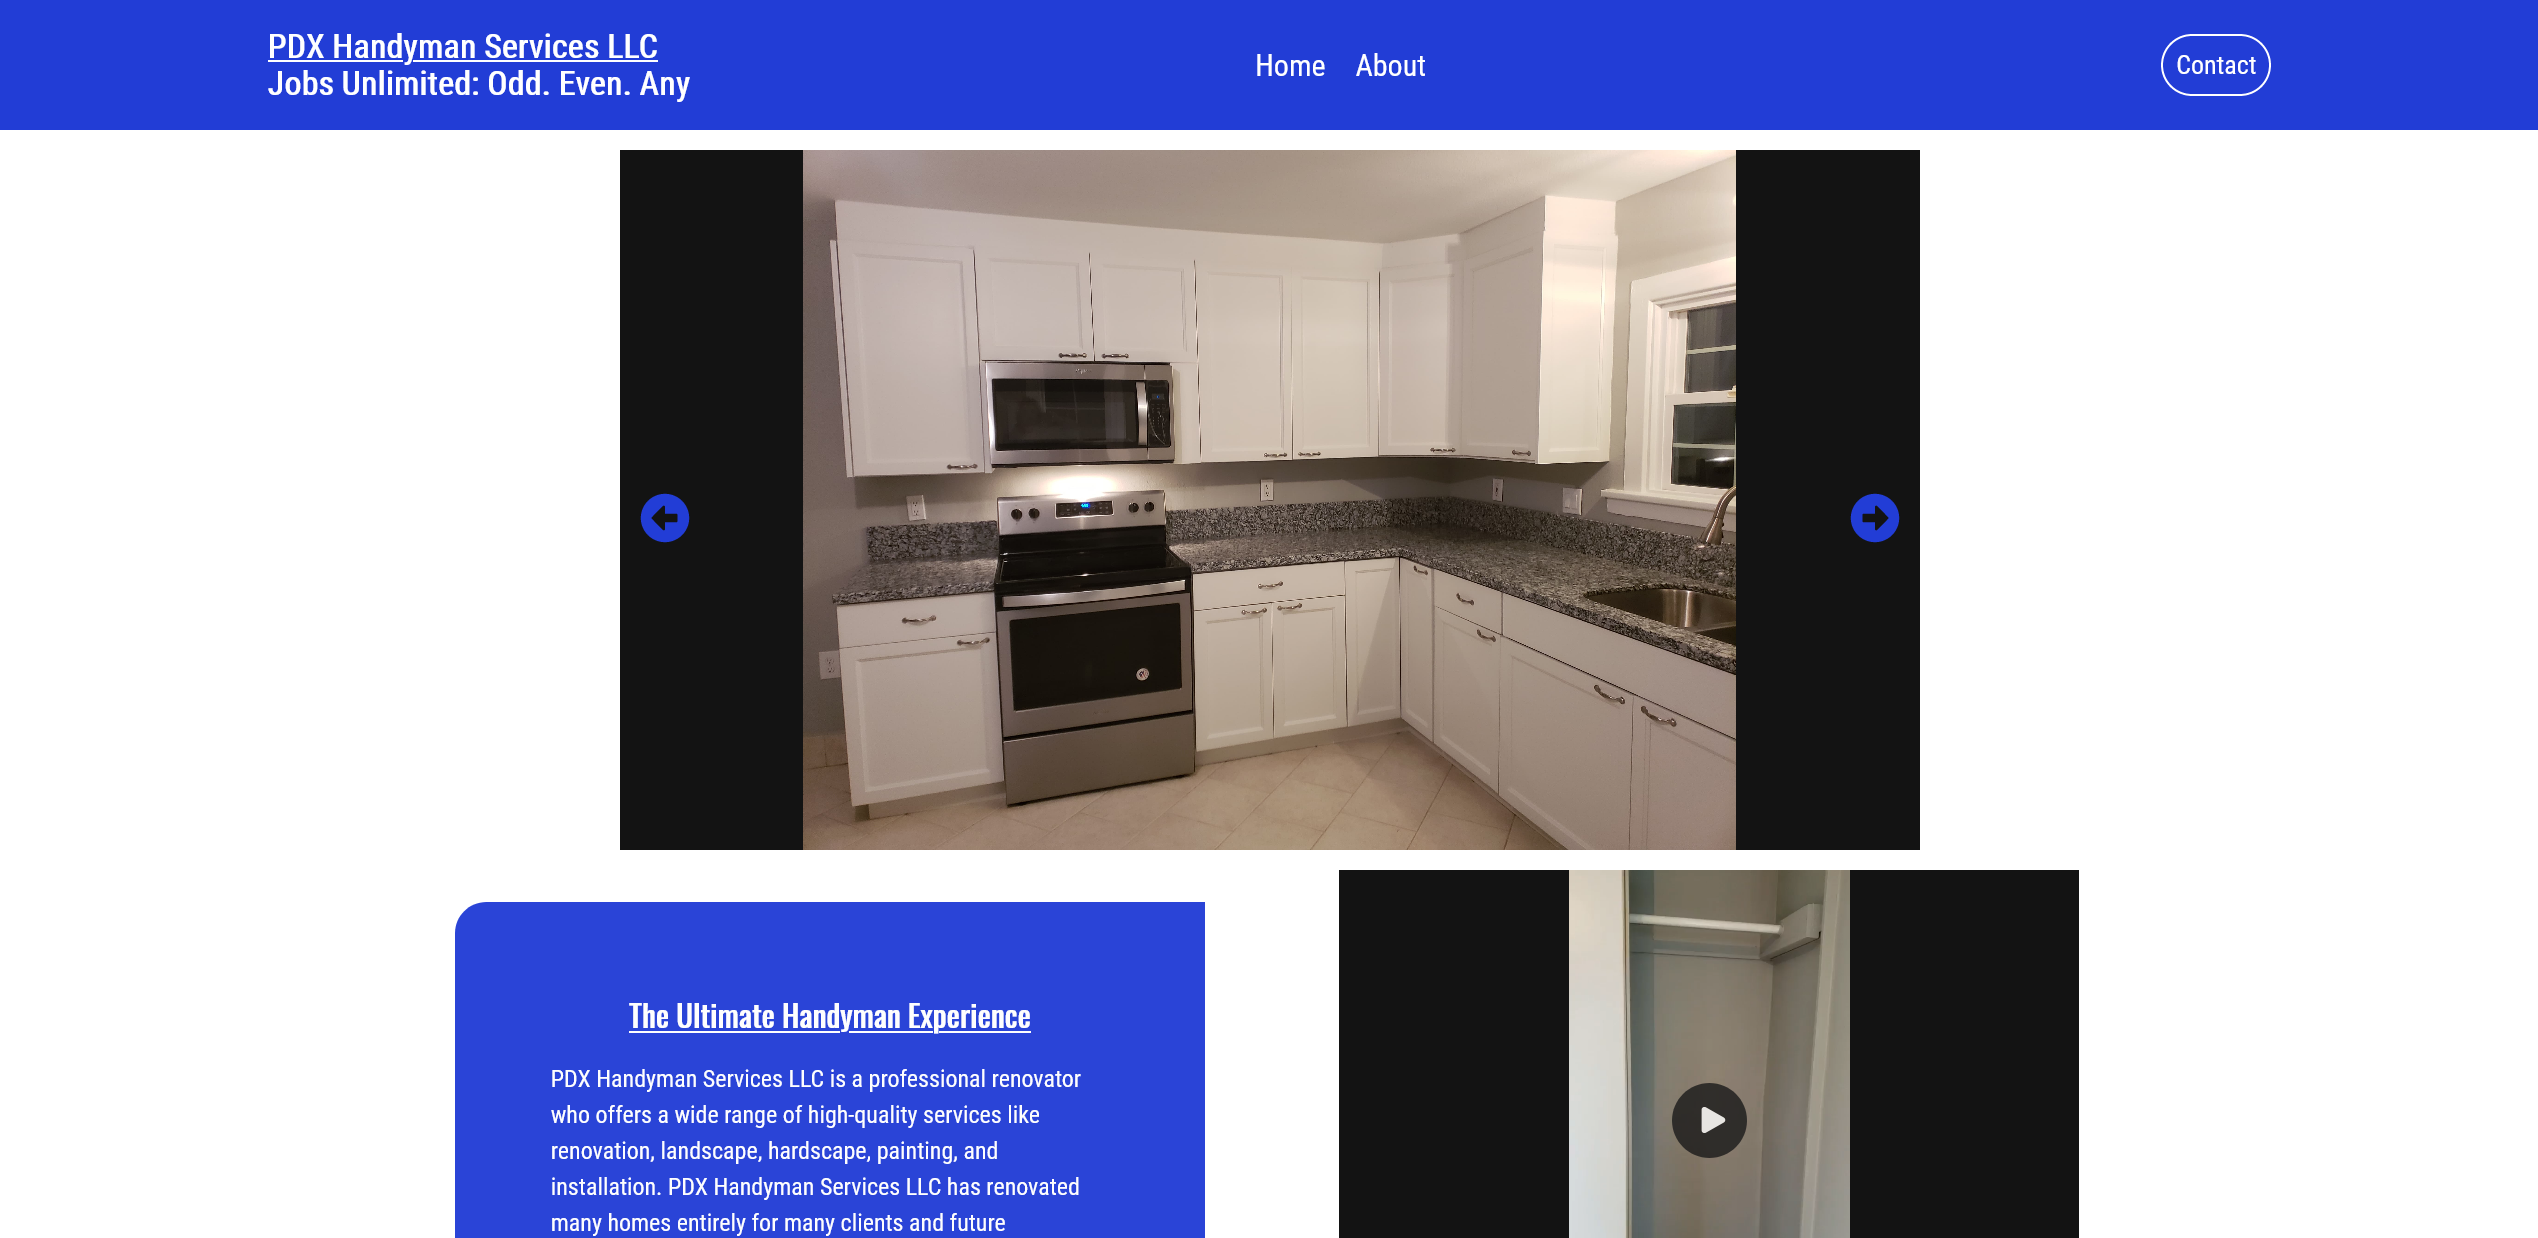 PDX Handyman Services LLC
Jobs Unlimited: Odd. Even. Any
Home About
Contact
The Ultimate Handyman Experience
PDX Handyman Services LLC is a professional renovator
who offers a wide range of high-quality services like
renovation, landscape, hardscape, painting, and
installation. PDX Handyman Services LLC has renovated
many homes entirely for many clients and future